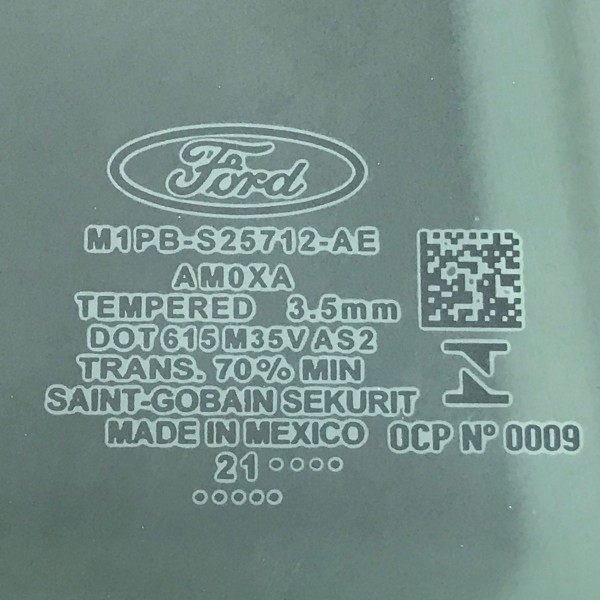 Ford
M1PB-S25712-AE
AM0XA
TEMPERED 3.5mm
DOT 615 M35V AS2
TRANS. 70% MIN
SAINT-GOBAIN SEKURIT
MADE IN MEXICO OCP Nº 0009
21